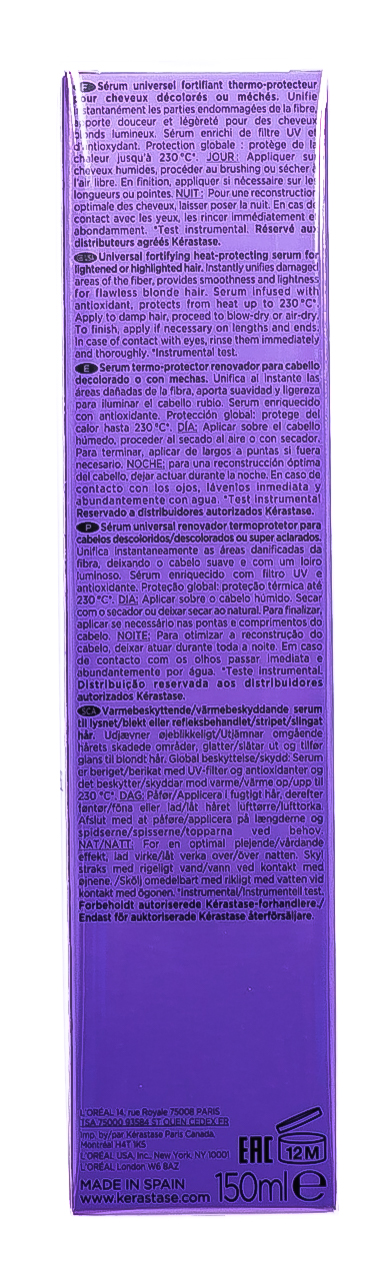 F Sérum universel fortifiant thermo-protecteur
pour cheveux décolorés ou méchés. Unifie
instantanément les parties endommagées de la fibre,
apporte douceur et légèreté pour des cheveux
blonds lumineux. Sérum enrichi de filtre UV et
d'antioxydant. Protection globale : protège de la
chaleur jusqu'à 230°C*. JOUR: Appliquer sur
cheveux humides, procéder au brushing ou sécher à
l'air libre. En finition, appliquer si nécessaire sur les
longueurs ou pointes. NUIT: Pour une reconstruction
optimale des cheveux, laisser poser la nuit. En cas de
contact avec les yeux, les rincer immédiatement et
abondamment. *Test instrumental. Réservé aux
distributeurs agréés Kérastase.
Universal fortifying heat-protecting serum for
lightened or highlighted hair. Instantly unifies damaged
areas of the fiber, provides smoothness and lightness
for flawless blonde hair. Serum infused with
antioxidant, protects from heat up to 230°C*.
Apply to damp hair, proceed to blow-dry or air-dry.
To finish, apply if necessary on lengths and ends.
In case of contact with eyes, rinse them immediately
and thoroughly. *Instrumental test.
E Serum termo-protector renovador para cabello
decolorado o con mechas. Unifica al instante las
áreas dañadas de la fibra, aporta suavidad y ligereza
para iluminar el cabello rubio. Serum enriquecido
con antioxidante. Protección global: protege del
calor hasta 230°C*. DÍA: Aplicar sobre el cabello
húmedo, proceder al secado al aire o con secador.
Para terminar, aplicar de largos a puntas si fuera
necesario. NOCHE: para una reconstrucción óptima
del cabello, dejar actuar durante la noche. En caso de
contacto con los ojos, lávenlos inmediata y
abundantemente con agua. *Test instrumental
Reservado a distribuidores autorizados Kérastase.
P Sérum universal renovador termoprotetor para
cabelos descoloridos/descolorados ou super aclarados.
Unifica instantaneamente as áreas danificadas da
fibra, deixando o cabelo suave e com um loiro
luminoso. Sérum enriquecido com filtro UV e
antioxidante. Proteção global: proteção térmica até
230°C*. DIA: Aplicar sobre o cabelo húmido. Secar
com o secador ou deixar secar ao natural. Para finalizar,
aplicar se necessário nas pontas e comprimentos do
cabelo. NOITE: Para otimizar a reconstrução do
cabelo, deixar atuar durante toda a noite. Em caso
de contacto com os olhos passar imediata e
abundantemente por água. *Teste instrumental.
Distribuição reservada aos distribuidores
autorizados Kérastase.
SCA Varmebeskyttende/värmebeskyddande serum
til lysnet/blekt eller refleksbehandlet/stripet/slingat
hår. Udjævner øjeblikkeligt/Utjämnar omgående
hårets skadede områder, glatter/slätar ut og tilfør
glans til blondt hår. Global beskyttelse/skydd: Serum
er beriget/berikat med UV-filter og antioxidanter og
det beskytter/skyddar mod varme/värme op/upp til
230 °C*. DAG: Påfør/Applicera i fugtigt hår, derefter
føntør/föna eller lad/låt håret lufttørre/lufttorka.
Afslut med at påføre/applicera på længderne og
spidserne/spisserne/topparna ved behov.
NAT/NATT: For en optimal plejende/vårdande
effekt, lad virke/låt verka over/över natten. Skyl
straks med rigeligt vand/vann ved kontakt med
øjnene. /Skölj omedelbart med rikligt med vatten vid
kontakt med ögonen. *Instrumental/Instrumentell test.
Forbeholdt autoriserede Kérastase-forhandlere./
Endast för auktoriserade Kérastase återförsäljare.
L'ORÉAL 14, rue Royale 75008 PARIS
TSA 75000 93584 ST OUEN CEDEX FR
Imp. by/par Kérastase Paris Canada,
Montréal H4T 1K5
L'ORÉAL USA, Inc., New York, NY 10001
L'ORÉAL London W6 8AZ
MADE IN SPAIN
www.kerastase.com
EAC 12 M
150ml e